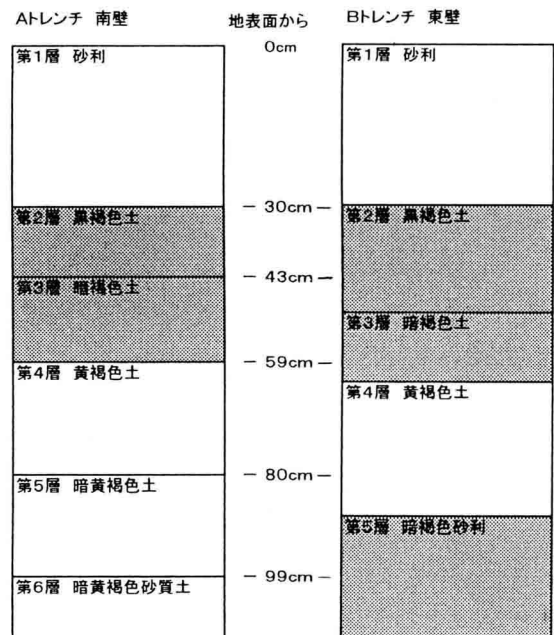 Aトレンチ 南壁
地表面から
Bトレンチ 東壁
0cm
第1層 砂利
第1層 砂利
30cm
第2層 黒褐色土
第2層 黒褐色土
43cm
第3層 暗褐色土
第3層 暗褐色土
59cm
第4層 黄褐色土
第4層 黄褐色土
80cm
第5層 暗黄褐色土
第5層 暗褐色砂利
99cm
第6層 暗黄褐色砂質土